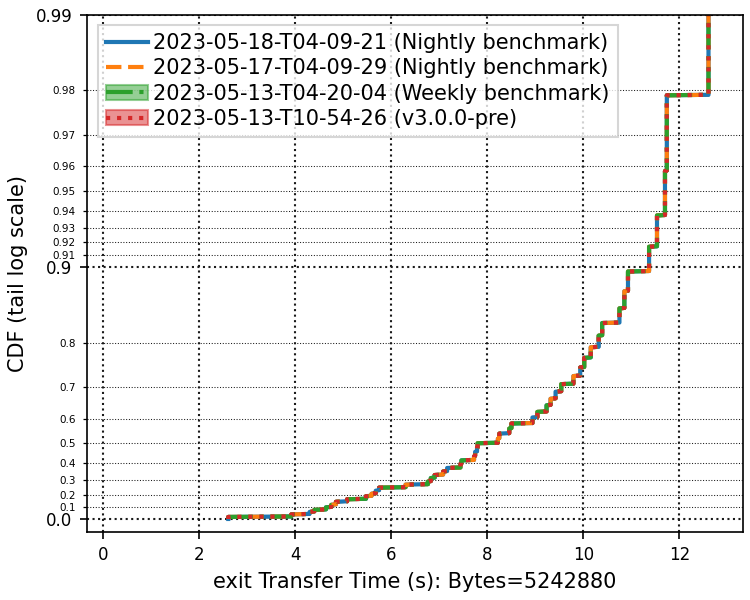 0.99
2023-05-18-T04-09-21 (Nightly benchmark)
2023-05-17-T04-09-29 (Nightly benchmark)
2023-05-13-T04-20-04 (Weekly benchmark)
2023-05-13-T10-54-26 (v3.0.0-pre)
0.98
0.97
0.96
0.95
0.94
0.93
0.92
0.91
0.9
0.8
0.7
0.6
0.5
0.4
0.3
0.2
0.1
0.0
CDF (tail log scale)
0 2 4 6 8 10 12
exit Transfer Time (s): Bytes=5242880